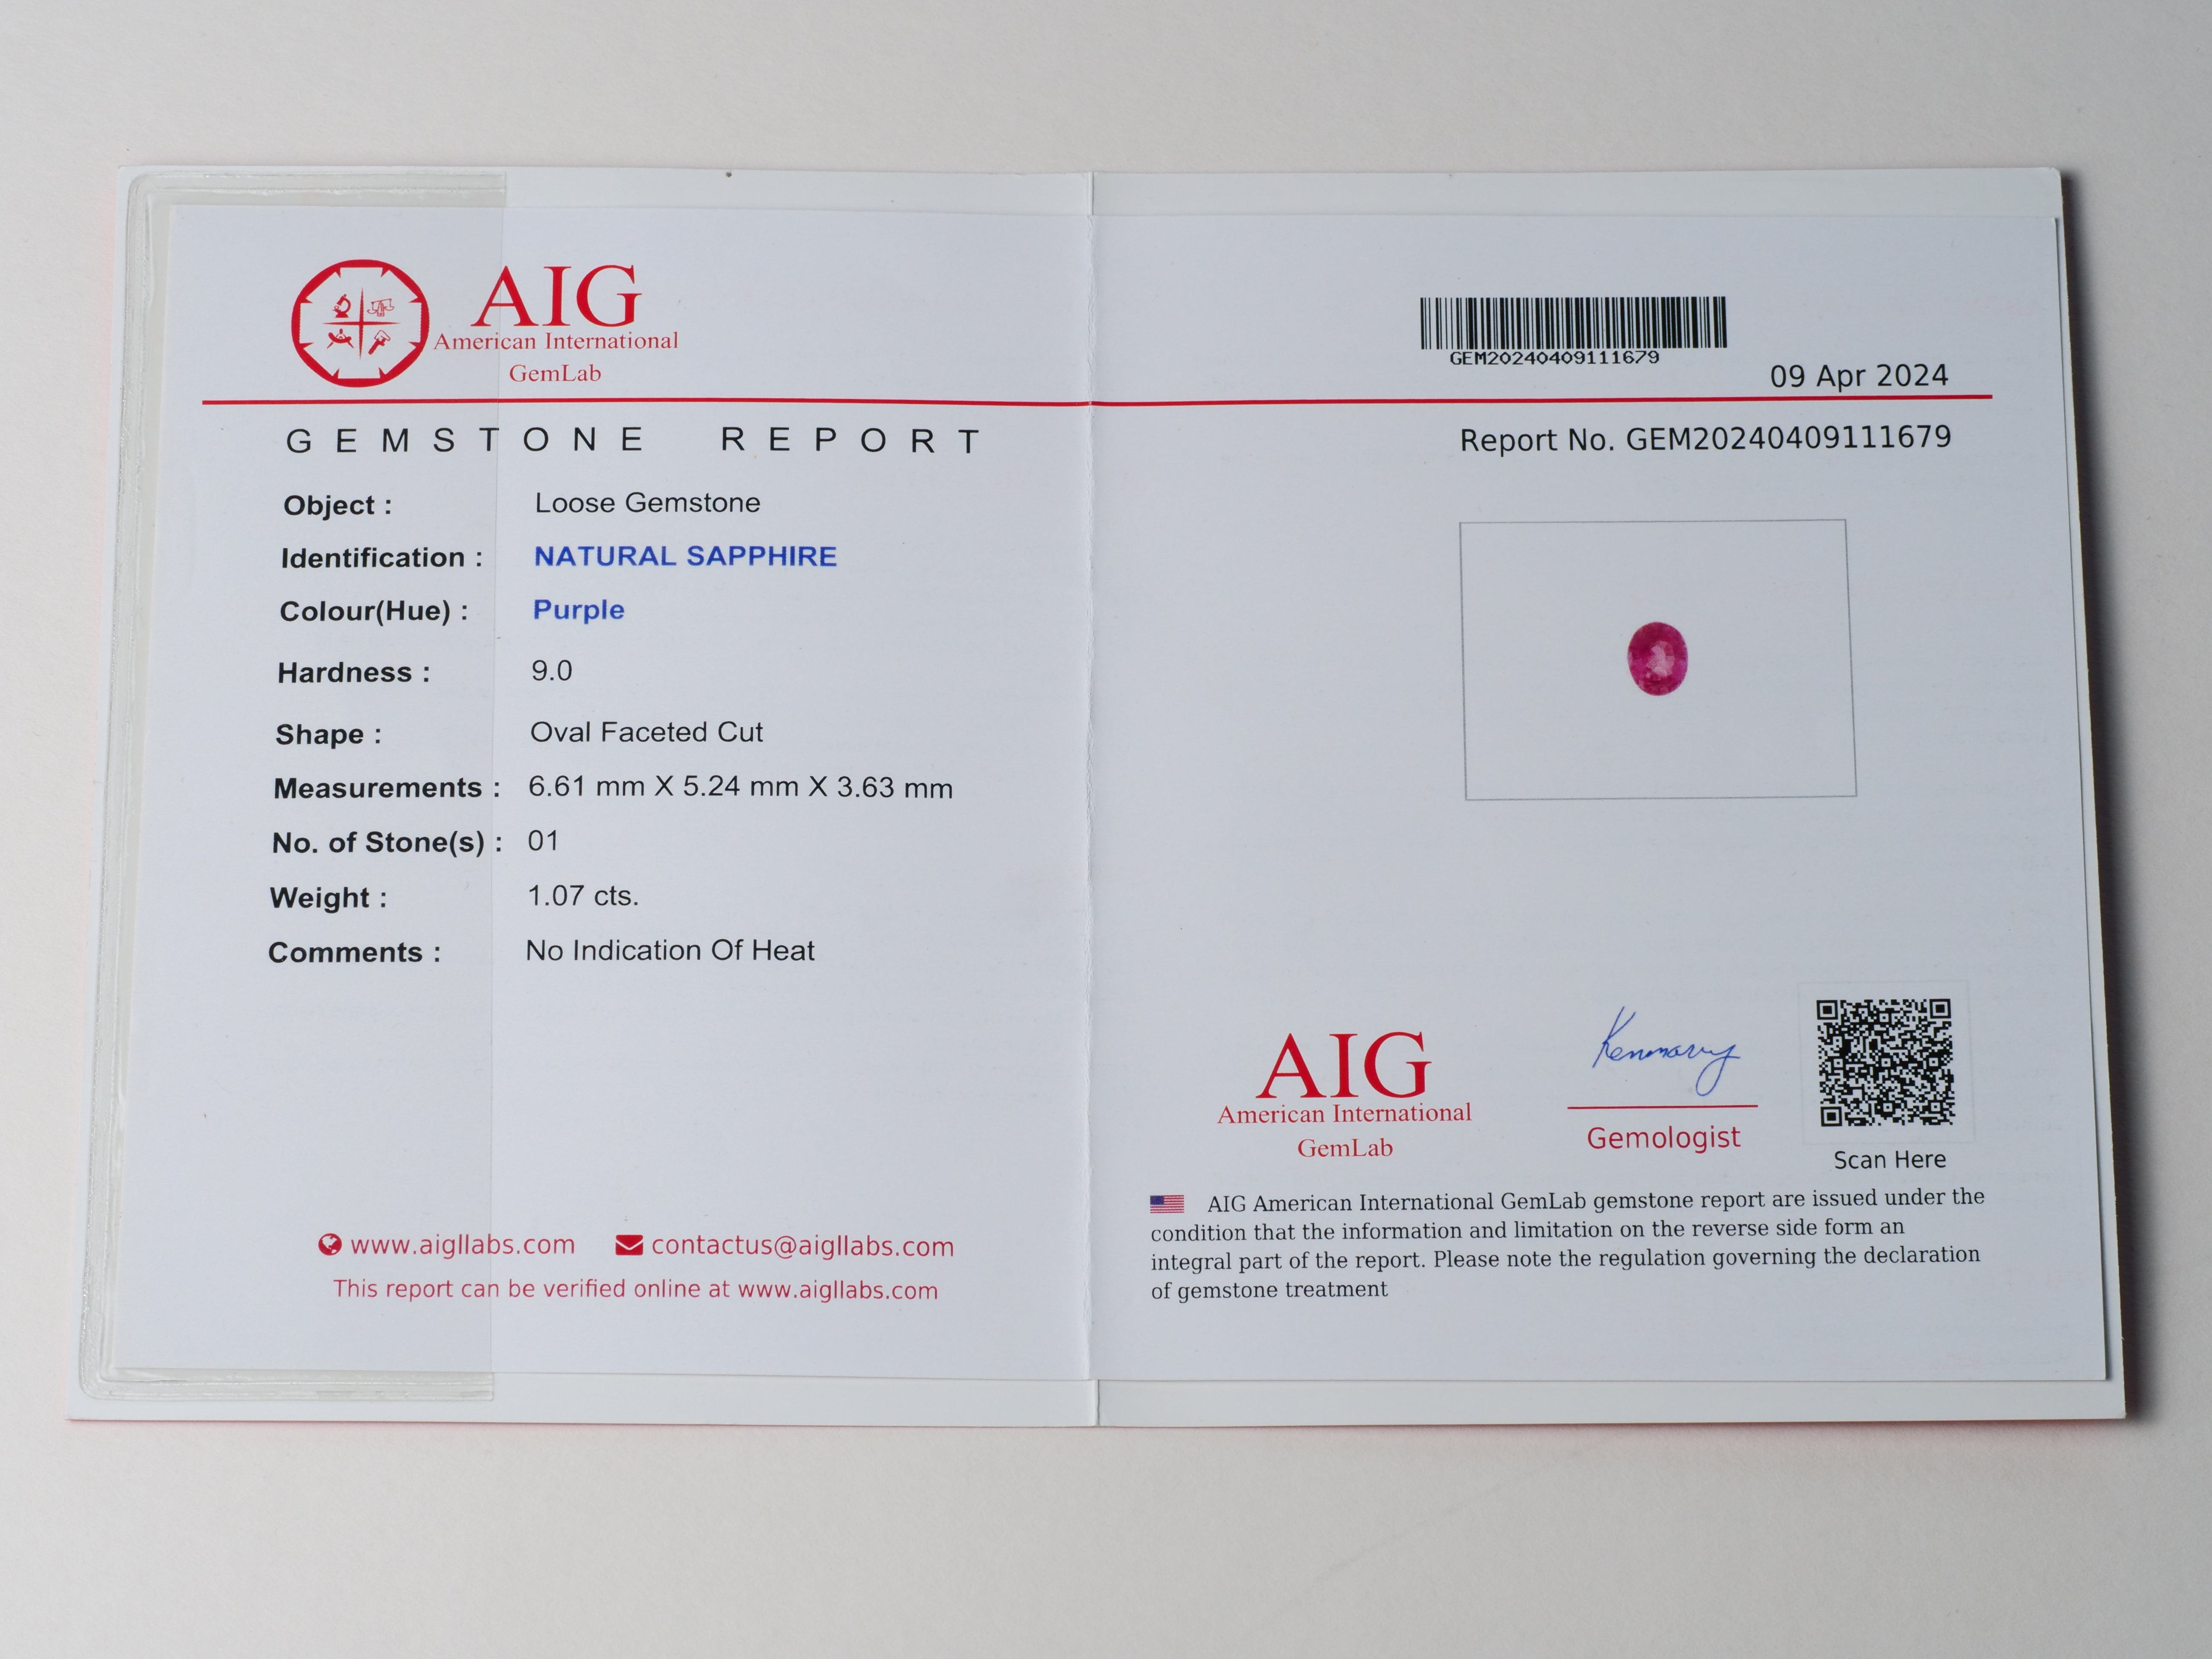 AIG
American International
GemLab
GEMSTONE REPORT
Object : Loose Gemstone
Identification : NATURAL SAPPHIRE
Colour(Hue) : Purple
Hardness : 9.0
Shape : Oval Faceted Cut
Measurements : 6.61 mm X 5.24 mm X 3.63 mm
No. of Stone(s) : 01
Weight : 1.07 cts.
Comments : No Indication Of Heat
www.aigllabs.com contactus@aigllabs.com
This report can be verified online at www.aigllabs.com
GEM20240409111679
09 Apr 2024
Report No. GEM20240409111679
AIG
American International
GemLab
Gemologist
Scan Here
AIG American International GemLab gemstone report are issued under the
condition that the information and limitation on the reverse side form an
integral part of the report. Please note the regulation governing the declaration
of gemstone treatment